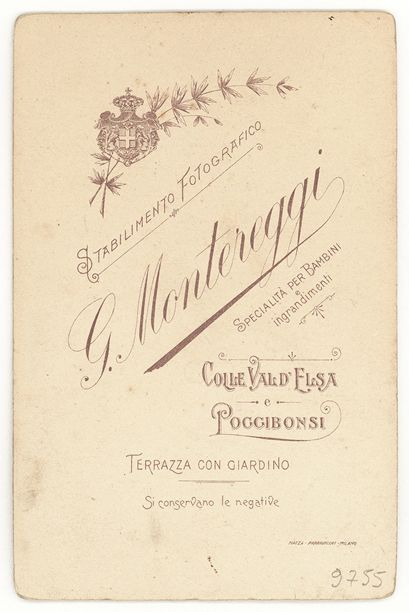 STABILIMENTO FOTOGRAFICO
G. Montereggi
SPECIALITÀ PER BAMBINI
e
ingrandimenti
COLLE VAL D'ELSA
e
POGGIBONSI
TERRAZZA CON GIARDINO
Si conservano le negative
MILANO
9755